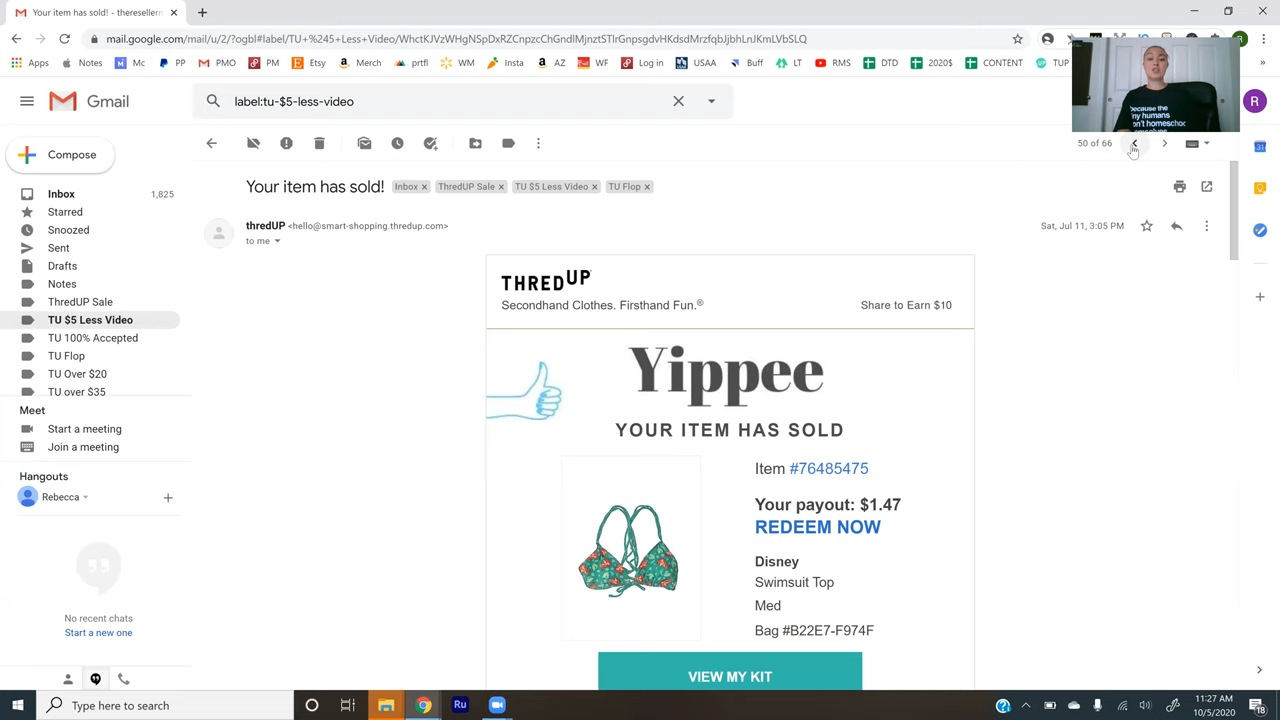 Your item has sold! - theresellerm
mail.google.com/mail/u/2/?ogbl#label/TU+%245+Less+Video/
Apps Notes Mc PP PMO PM Etsy Merch prtfl WM Insta AZ WF Log in USAA Buff LT RMS DTD 2020$ CONTENT TUP
Gmail
label:tu-$5-less-video
R
because the
ny humans
on't homeschoo
Compose
50 of 66
Your item has sold! Inbox ThredUP Sale TU $5 Less Video TU Flop
Inbox 1,825
Starred
Snoozed
Sent
Drafts
Notes
ThredUP Sale
TU $5 Less Video
TU 100% Accepted
TU Flop
TU Over $20
TU over $35
thredUP <hello@smart-shopping.thredup.com> Sat, Jul 11, 3:05 PM
to me
THREDUP
Secondhand Clothes. Firsthand Fun.® Share to Earn $10
Yippee
YOUR ITEM HAS SOLD
Item #76485475
Your payout: $1.47
REDEEM NOW
Disney
Swimsuit Top
Med
Bag #B22E7-F974F
VIEW MY KIT
Meet
Start a meeting
Join a meeting
Hangouts
Rebecca
No recent chats
Start a new one
Type here to search
Ru
11:27 AM
10/5/2020
18